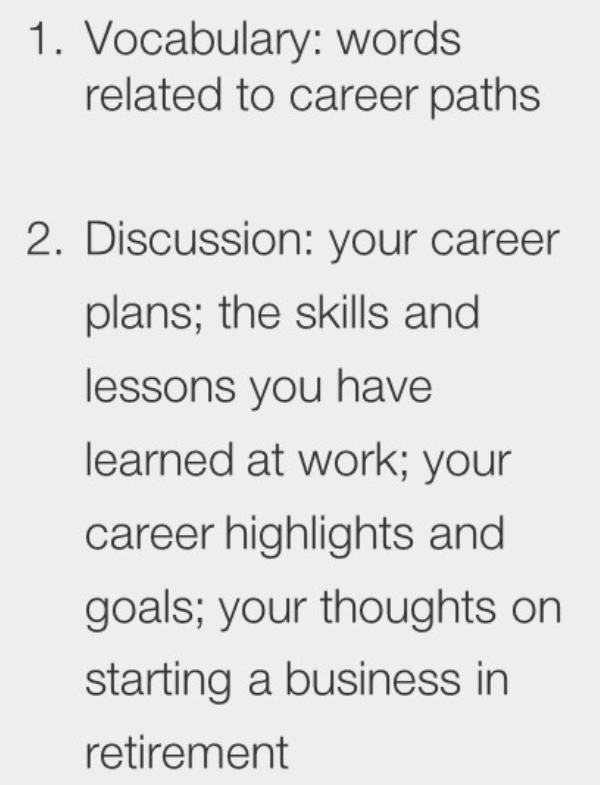 1. Vocabulary: words
related to career paths
2. Discussion: your career
plans; the skills and
lessons you have
learned at work; your
career highlights and
goals; your thoughts on
starting a business in
retirement